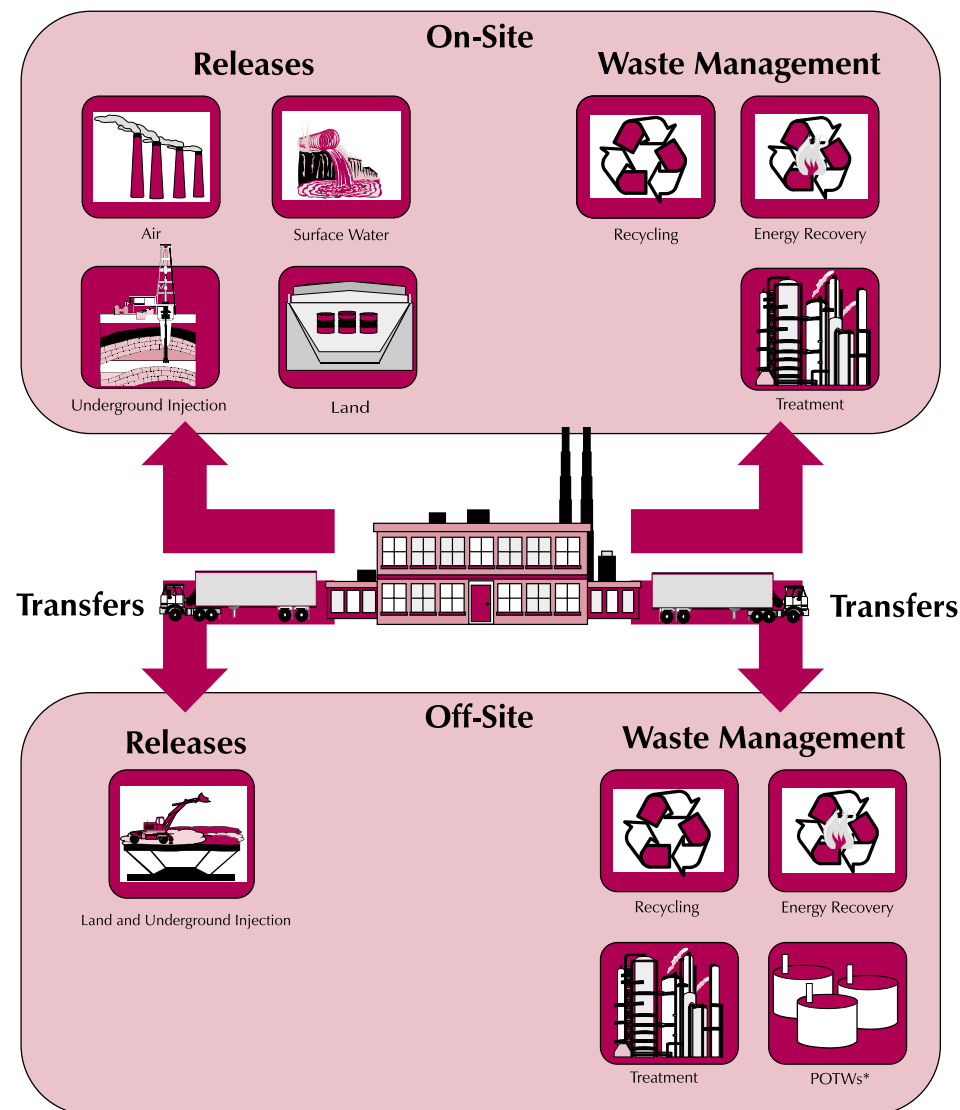 On-Site
Releases
Waste Management
Air
Surface Water
Recycling
Energy Recovery
Underground Injection
Land
Treatment
Transfers
Transfers
Off-Site
Releases
Waste Management
Land and Underground Injection
Recycling
Energy Recovery
Treatment
POTWs*